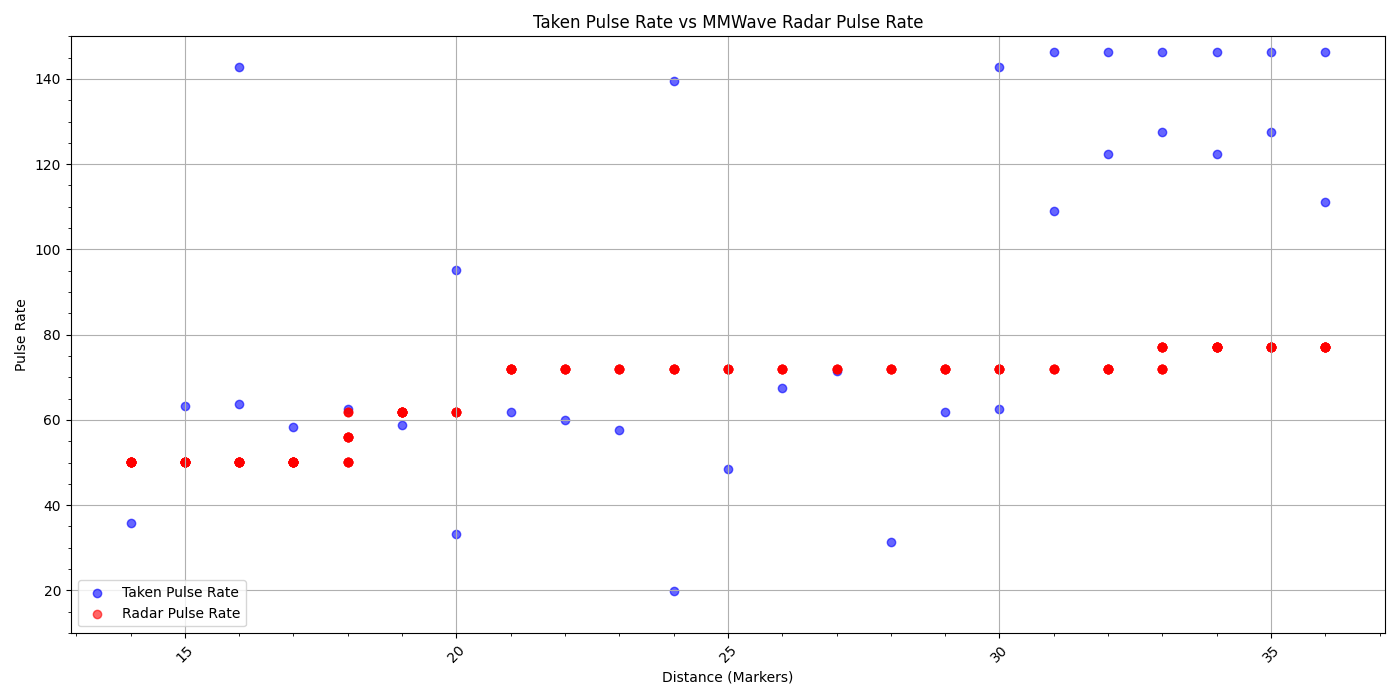 Taken Pulse Rate vs MMWave Radar Pulse Rate
140
120
100
80
60
40
20
Pulse Rate
Taken Pulse Rate
Radar Pulse Rate
15
20
25
30
35
Distance (Markers)